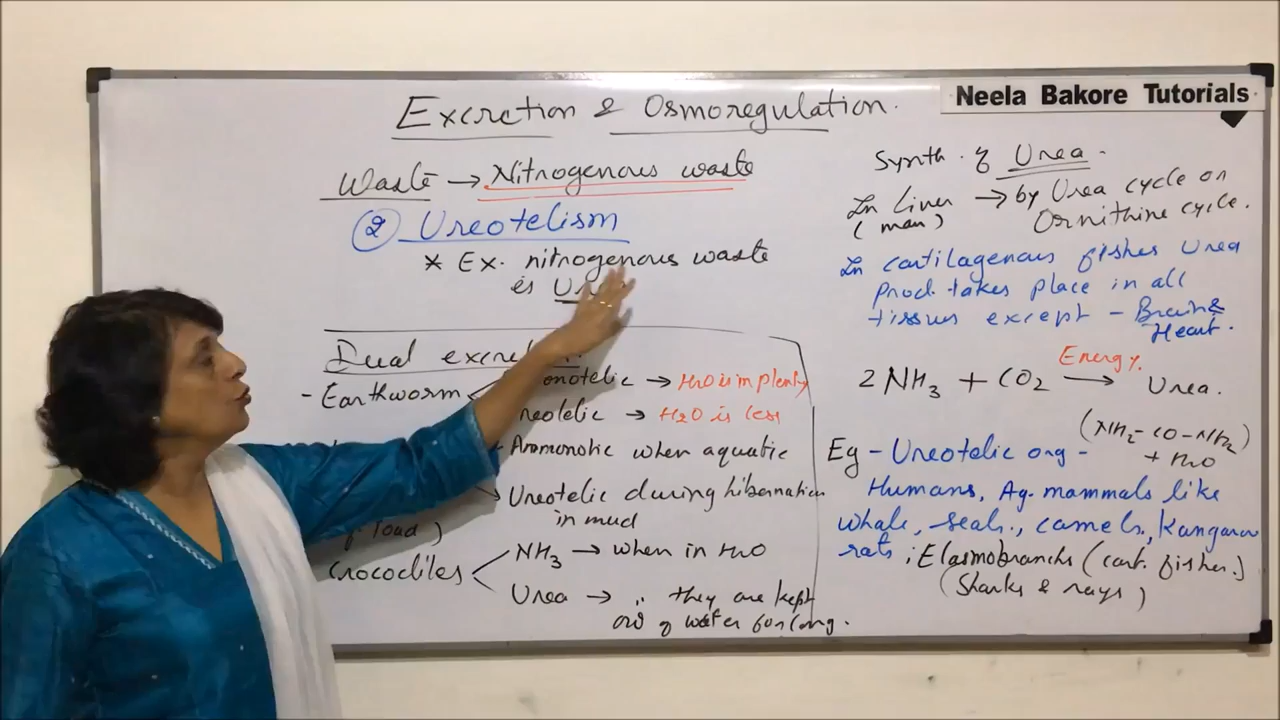 Neela Bakore Tutorials
Excretion & Osmoregulation.
Waste → Nitrogenous waste
② Ureotelism
* Ex. nitrogenous waste
is
Dual
- Earthworm
→ H2O is in plenty
→ H2O is less
Ammonotic when aquatic
Ureotelic during hibernation
in mud
Crocodiles
NH3 → when in H2O
Urea → ,, they are kept
out of water for long.
Synth. of Urea.
In Liver → by Urea cycle or
(man) Ornithine cycle.
In cartilagenous fishes Urea
prod. takes place in all
tissues except - Brain &
Heart.
2 NH3 + CO2 → Urea.
Energy
(NH2-CO-NH2)
+ H2O
Eg - Ureotelic org -
Humans, Aq. mammals like
whale, seals., camels, Kangaroo
rats ; Elasmobranchs (cart. fishes.)
(Sharks & rays)